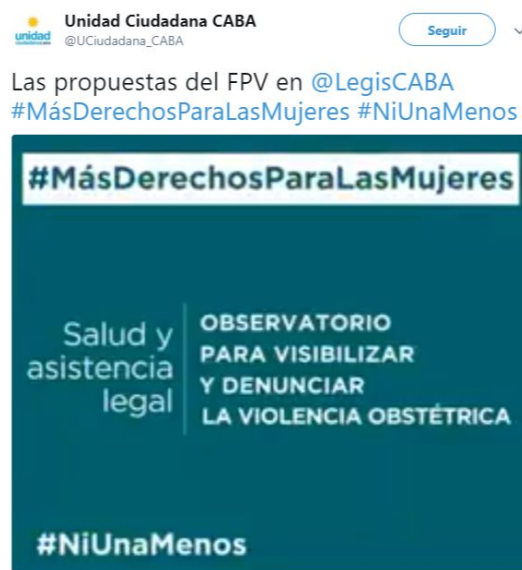 Unidad Ciudadana CABA
@UCiudadana_CABA
Seguir
unidad
Las propuestas del FPV en @LegisCABA
#MásDerechosParaLasMujeres #NiUnaMenos
#MásDerechosParaLasMujeres
Salud y
asistencia
legal
OBSERVATORIO
PARA VISIBILIZAR
Y DENUNCIAR
LA VIOLENCIA OBSTÉTRICA
#NiUnaMenos